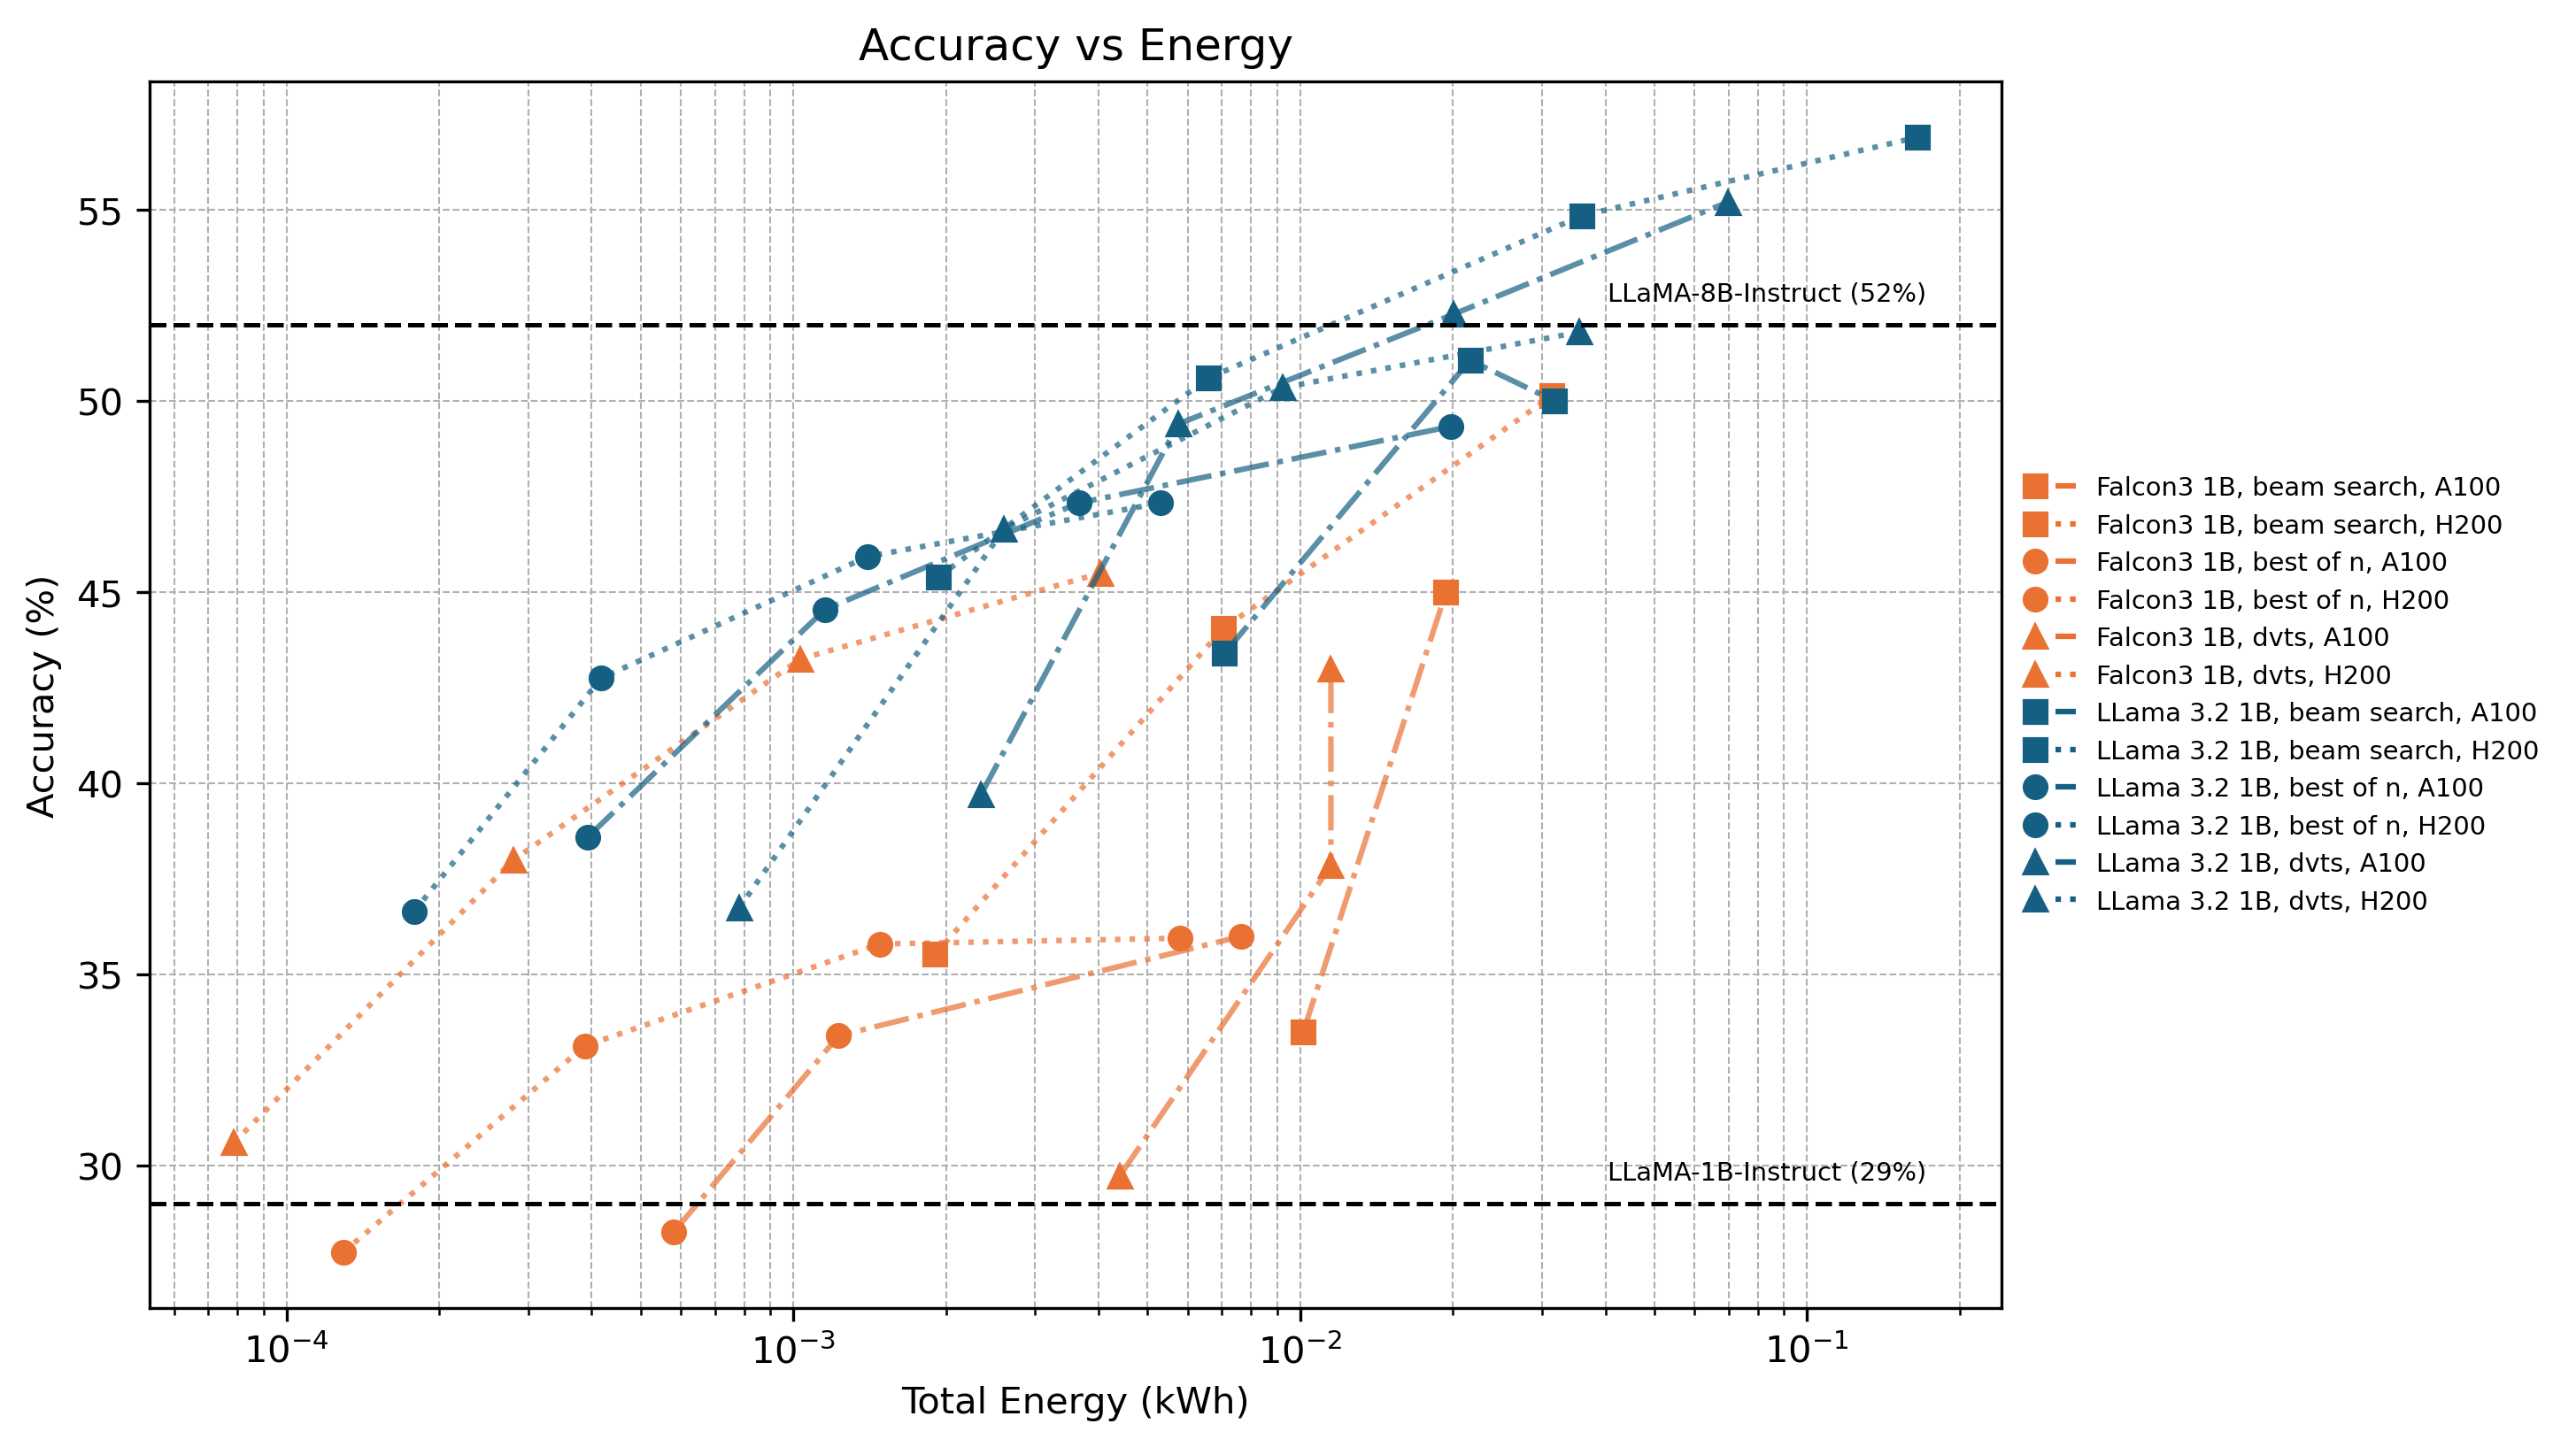 Accuracy vs Energy
Accuracy (%)
55
50
45
40
35
30
LLaMA-8B-Instruct (52%)
LLaMA-1B-Instruct (29%)
10⁻⁴
10⁻³
10⁻²
10⁻¹
Total Energy (kWh)
Falcon3 1B, beam search, A100
Falcon3 1B, beam search, H200
Falcon3 1B, best of n, A100
Falcon3 1B, best of n, H200
Falcon3 1B, dvts, A100
Falcon3 1B, dvts, H200
LLama 3.2 1B, beam search, A100
LLama 3.2 1B, beam search, H200
LLama 3.2 1B, best of n, A100
LLama 3.2 1B, best of n, H200
LLama 3.2 1B, dvts, A100
LLama 3.2 1B, dvts, H200